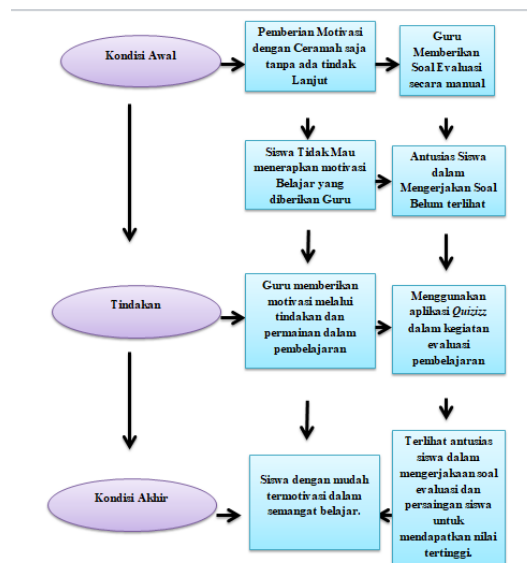 Kondisi Awal
Pemberian Motivasi
dengan Ceramah saja
tanpa ada tindak
Lanjut
Guru
Memberikan
Soal Evaluasi
secara manual
Siswa Tidak Mau
menerapkan motivasi
Belajar yang
diberikan Guru
Antusias Siswa
dalam
Mengerjakan Soal
Belum terlihat
Tindakan
Guru memberikan
motivasi melalui
tindakan dan
permainan dalam
pembelajaran
Menggunakan
aplikasi Quizizz
dalam kegiatan
evaluasi
pembelajaran
Kondisi Akhir
Siswa dengan mudah
termotivasi dalam
semangat belajar.
Terlihat antusias
siswa dalam
mengerjakaan soal
evaluasi dan
persaingan siswa
untuk
mendapatkan nilai
tertinggi.